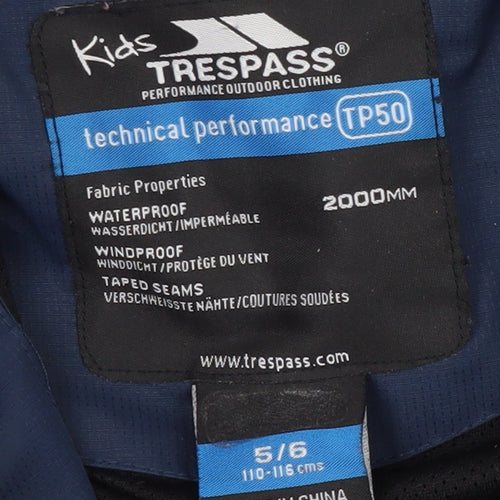 Kids
TRESPASS®
PERFORMANCE OUTDOOR CLOTHING
technical performance TP50
Fabric Properties
WATERPROOF 2000MM
WASSERDICHT/IMPERMÉABLE
WINDPROOF
WINDDICHT/PROTÈGE DU VENT
TAPED SEAMS
VERSCHWEISSTE NÄHTE/COUTURES SOUDÉES
www.trespass.com
5/6
110-116 cms
CHINA